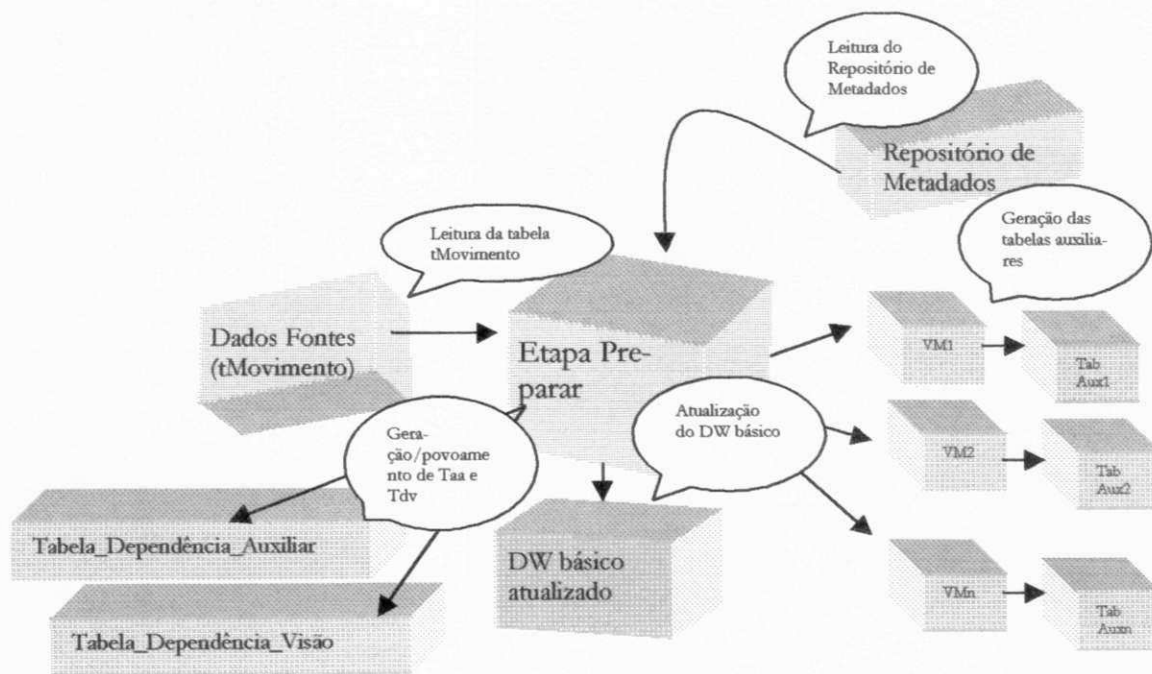 Leitura do
Repositório de
Metadados
Repositório de
Metadados
Geração das
tabelas auxilia-
res
Leitura da tabela
tMovimento
Dados Fontes
(tMovimento)
Etapa Pre-
parar
VM1
Tab
Aux1
Gera-
ção/povoame
nto de Taa e
Tdv
Atualização
do DW básico
VM2
Tab
Aux2
Tabela_Dependência_Auxiliar
DW básico
atualizado
VMn
Tab
Auxn
Tabela_Dependência_Visão